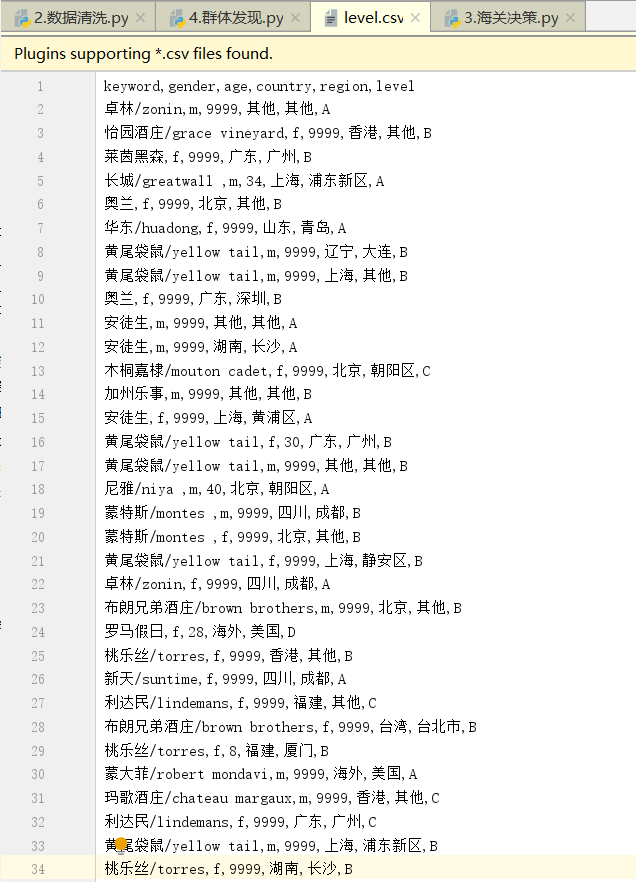 2.数据清洗.py × 4.群体发现.py × level.csv × 3.海关决策.py ×
Plugins supporting *.csv files found.
1 keyword,gender,age,country,region,level
2 卓林/zonin,m,9999,其他,其他,A
3 怡园酒庄/grace vineyard,f,9999,香港,其他,B
4 莱茵黑森,f,9999,广东,广州,B
5 长城/greatwall ,m,34,上海,浦东新区,A
6 奥兰,f,9999,北京,其他,B
7 华东/huadong,f,9999,山东,青岛,A
8 黄尾袋鼠/yellow tail,m,9999,辽宁,大连,B
9 黄尾袋鼠/yellow tail,m,9999,上海,其他,B
10 奥兰,f,9999,广东,深圳,B
11 安徒生,m,9999,其他,其他,A
12 安徒生,m,9999,湖南,长沙,A
13 木桐嘉棣/mouton cadet,f,9999,北京,朝阳区,C
14 加州乐事,m,9999,其他,其他,B
15 安徒生,f,9999,上海,黄浦区,A
16 黄尾袋鼠/yellow tail,f,30,广东,广州,B
17 黄尾袋鼠/yellow tail,m,9999,其他,其他,B
18 尼雅/niya ,m,40,北京,朝阳区,A
19 蒙特斯/montes ,m,9999,四川,成都,B
20 蒙特斯/montes ,f,9999,北京,其他,B
21 黄尾袋鼠/yellow tail,f,9999,上海,静安区,B
22 卓林/zonin,f,9999,四川,成都,A
23 布朗兄弟酒庄/brown brothers,m,9999,北京,其他,B
24 罗马假日,f,28,海外,美国,D
25 桃乐丝/torres,f,9999,香港,其他,B
26 新天/suntime,f,9999,四川,成都,A
27 利达民/lindemans,f,9999,福建,其他,C
28 布朗兄弟酒庄/brown brothers,f,9999,台湾,台北市,B
29 桃乐丝/torres,f,8,福建,厦门,B
30 蒙大菲/robert mondavi,m,9999,海外,美国,A
31 玛歌酒庄/chateau margaux,m,9999,香港,其他,C
32 利达民/lindemans,f,9999,广东,广州,C
33 黄尾袋鼠/yellow tail,m,9999,上海,浦东新区,B
34 桃乐丝/torres,f,9999,湖南,长沙,B